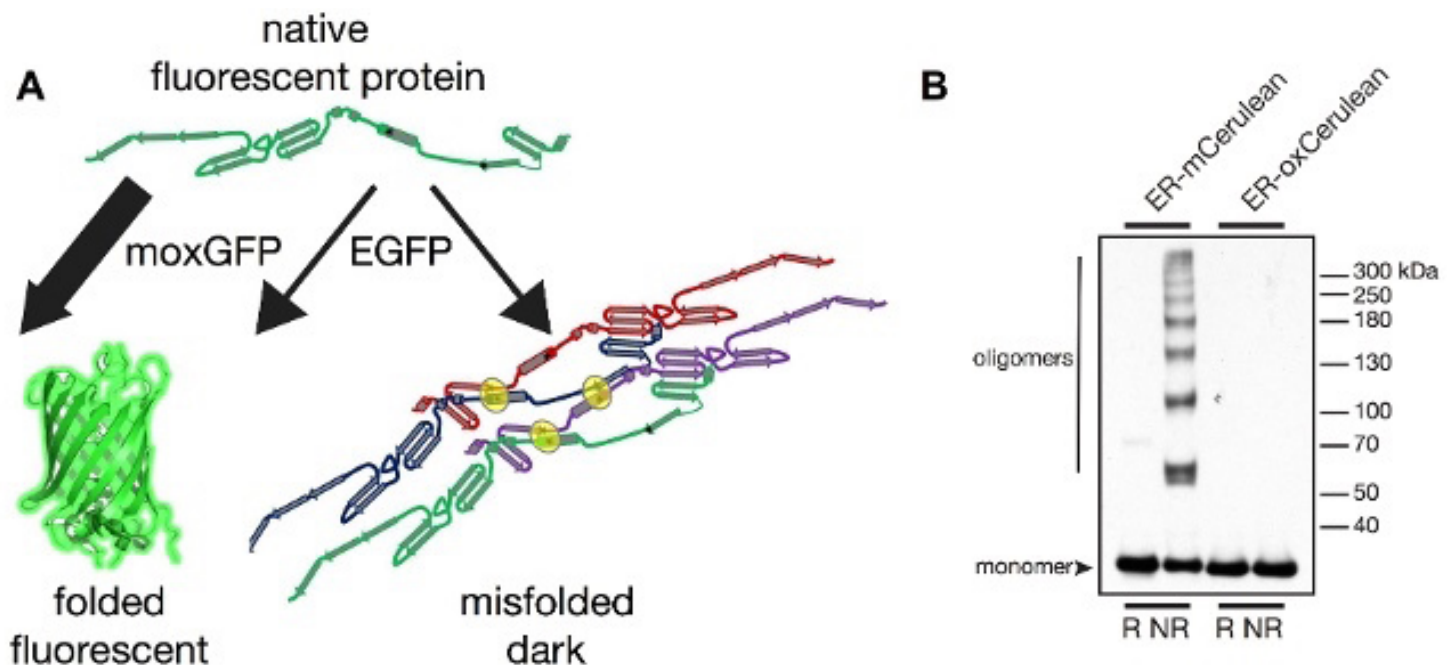 A
native
fluorescent protein
moxGFP
EGFP
folded
fluorescent
misfolded
dark
B
ER-mCerulean
ER-oxCerulean
oligomers
monomer
300 kDa
250
180
130
100
70
50
40
R NR
R NR